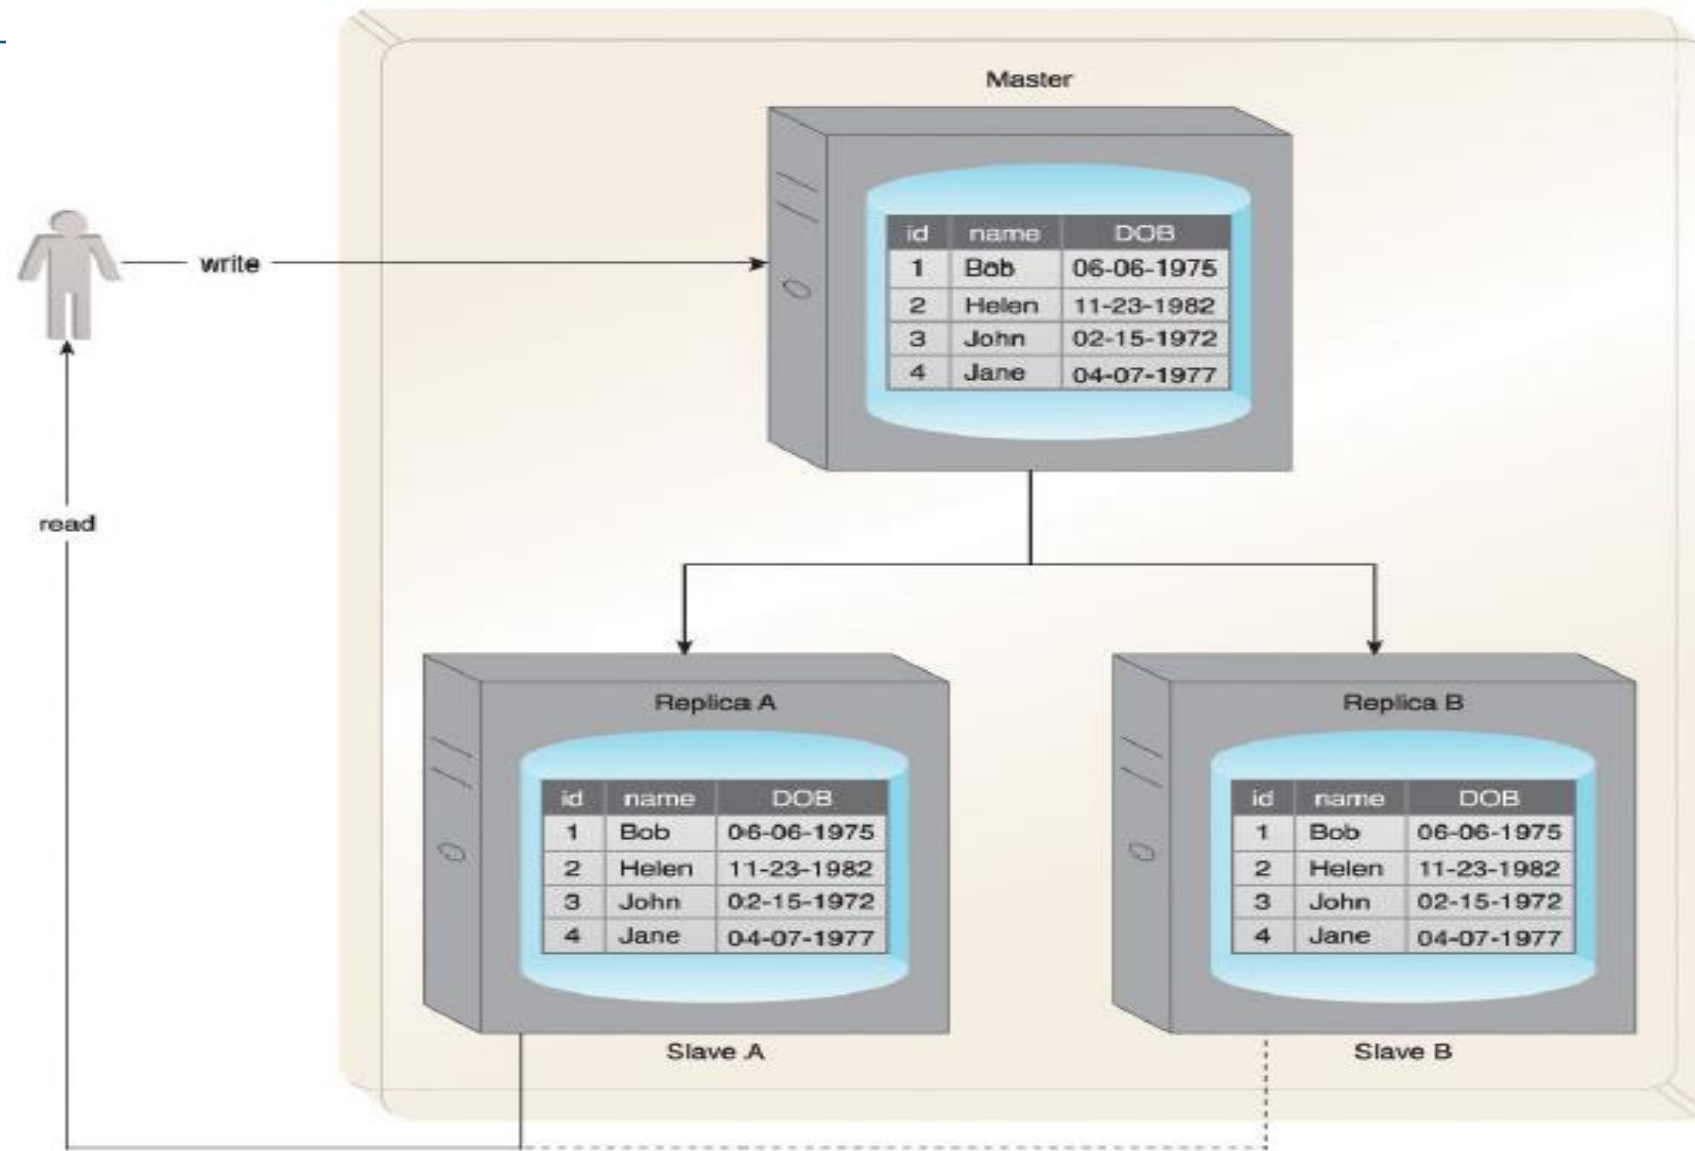 Master
id name DOB
1 Bob 06-06-1975
2 Helen 11-23-1982
3 John 02-15-1972
4 Jane 04-07-1977
write
read
Replica A
id name DOB
1 Bob 06-06-1975
2 Helen 11-23-1982
3 John 02-15-1972
4 Jane 04-07-1977
Slave A
Replica B
id name DOB
1 Bob 06-06-1975
2 Helen 11-23-1982
3 John 02-15-1972
4 Jane 04-07-1977
Slave B